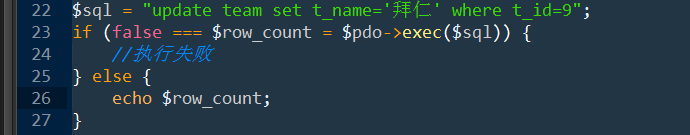 22 $sql = "update team set t_name='拜仁' where t_id=9";
23 if (false === $row_count = $pdo->exec($sql)) {
24     //执行失败
25 } else {
26     echo $row_count;
27 }